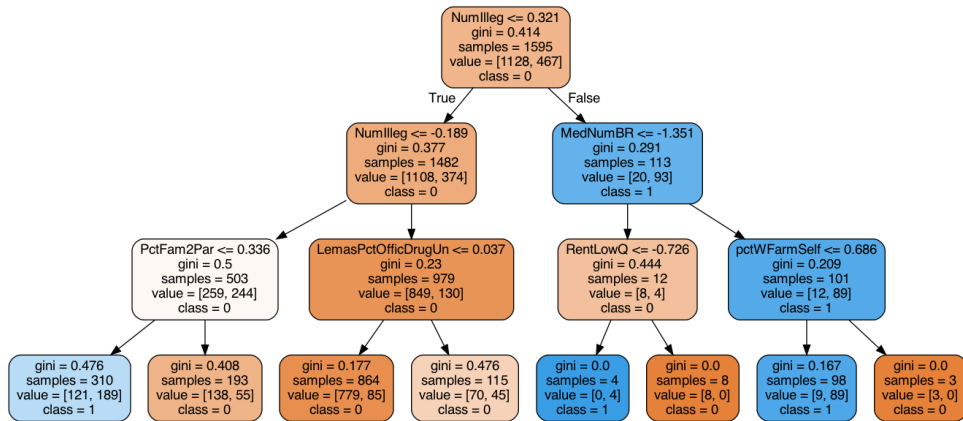 NumIlleg <= 0.321
gini = 0.414
samples = 1595
value = [1128, 467]
class = 0
True
False
NumIlleg <= -0.189
gini = 0.377
samples = 1482
value = [1108, 374]
class = 0
MedNumBR <= -1.351
gini = 0.291
samples = 113
value = [20, 93]
class = 1
PctFam2Par <= 0.336
gini = 0.5
samples = 503
value = [259, 244]
class = 0
LemasPctOfficDrugUn <= 0.037
gini = 0.23
samples = 979
value = [849, 130]
class = 0
RentLowQ <= -0.726
gini = 0.444
samples = 12
value = [8, 4]
class = 0
pctWFarmSelf <= 0.686
gini = 0.209
samples = 101
value = [12, 89]
class = 1
gini = 0.476
samples = 310
value = [121, 189]
class = 1
gini = 0.408
samples = 193
value = [138, 55]
class = 0
gini = 0.177
samples = 864
value = [779, 85]
class = 0
gini = 0.476
samples = 115
value = [70, 45]
class = 0
gini = 0.0
samples = 4
value = [0, 4]
class = 1
gini = 0.0
samples = 8
value = [8, 0]
class = 0
gini = 0.167
samples = 98
value = [9, 89]
class = 1
gini = 0.0
samples = 3
value = [3, 0]
class = 0